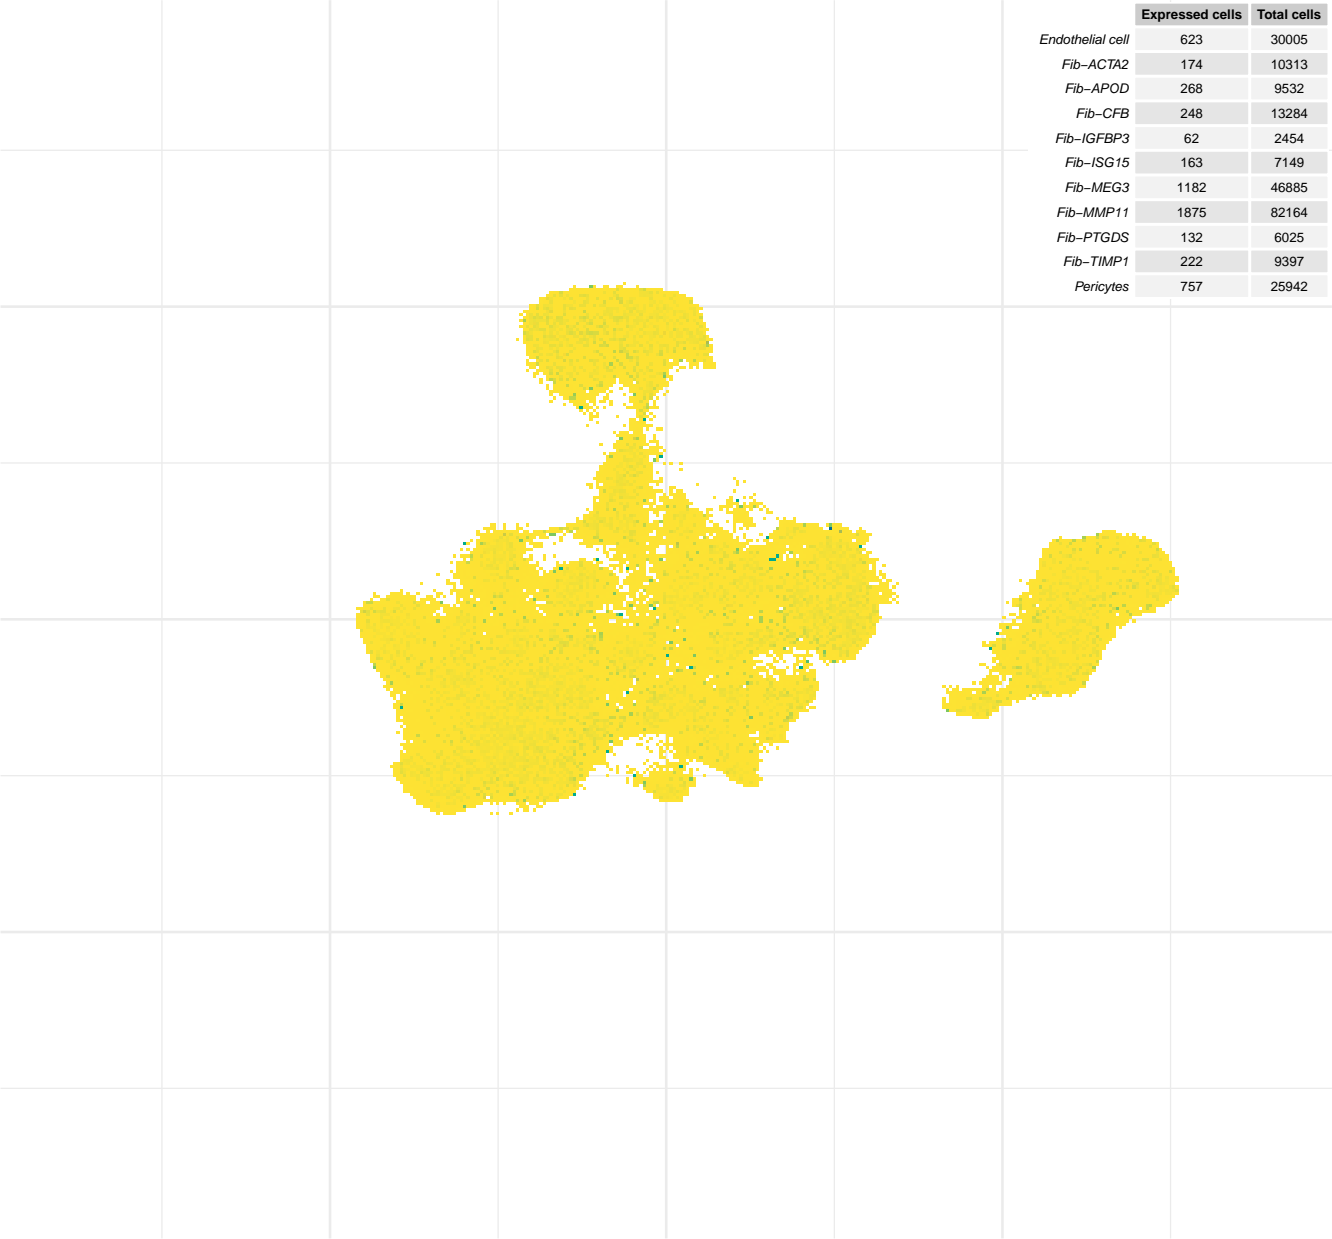 Expressed cells Total cells
Endothelial cell 623 30005
Fib−ACTA2 174 10313
Fib−APOD 268 9532
Fib−CFB 248 13284
Fib−IGFBP3 62 2454
Fib−ISG15 163 7149
Fib−MEG3 1182 46885
Fib−MMP11 1875 82164
Fib−PTGDS 132 6025
Fib−TIMP1 222 9397
Pericytes 757 25942